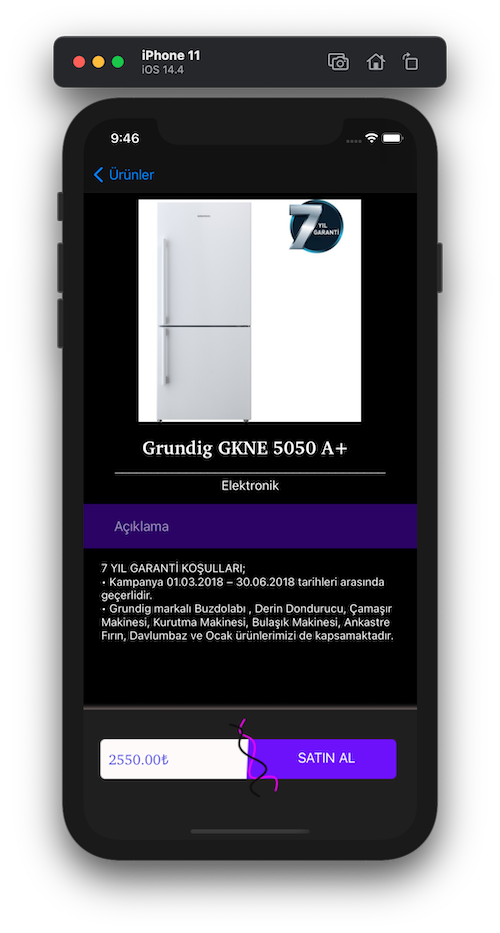 iPhone 11
iOS 14.4
9:46
Ürünler
7 YIL
GARANTİ
Grundig GKNE 5050 A+
Elektronik
Açıklama
7 YIL GARANTİ KOŞULLARI;
• Kampanya 01.03.2018 – 30.06.2018 tarihleri arasında
geçerlidir.
• Grundig markalı Buzdolabı , Derin Dondurucu, Çamaşır
Makinesi, Kurutma Makinesi, Bulaşık Makinesi, Ankastre
Fırın, Davlumbaz ve Ocak ürünlerimizi de kapsamaktadır.
2550.00₺
SATIN AL